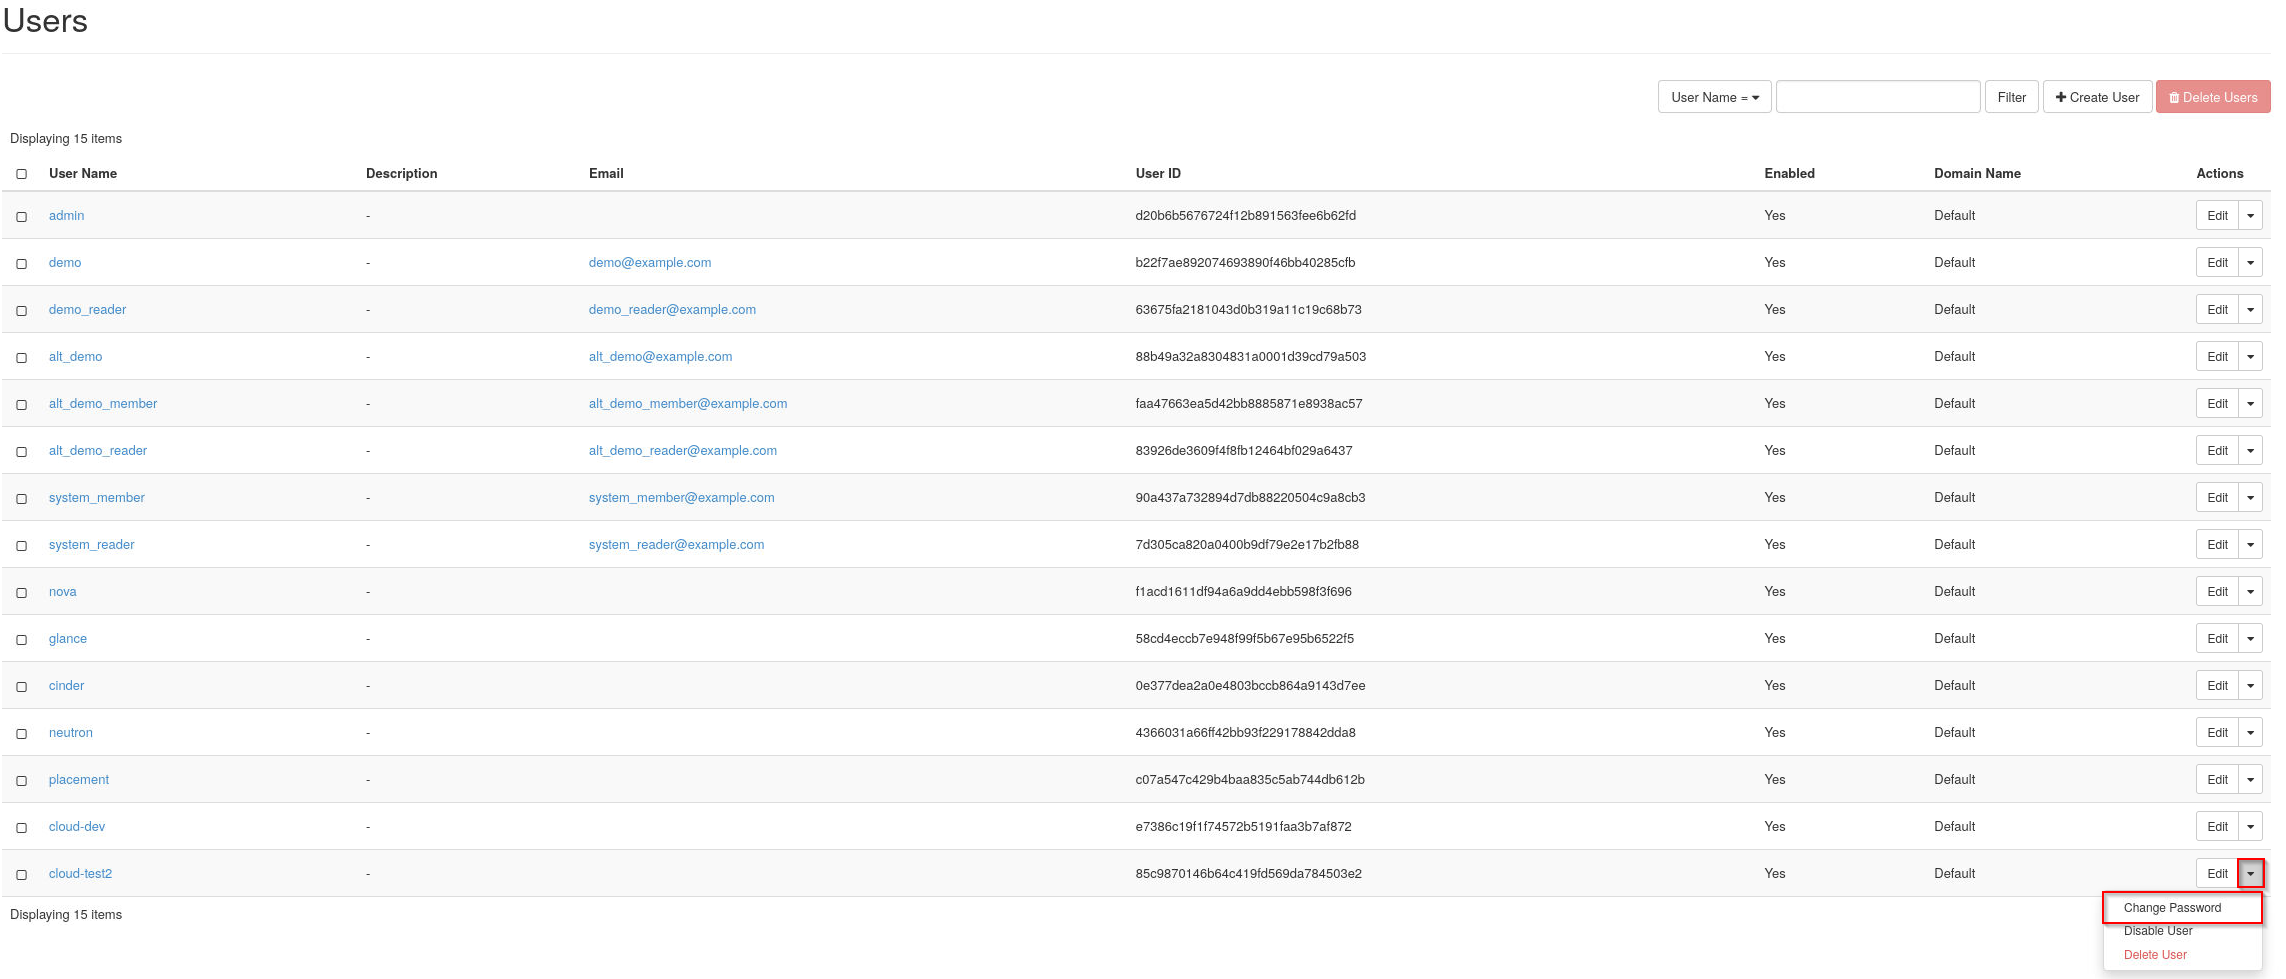 Users
User Name = Filter Create User Delete Users
Displaying 15 items
User Name Description Email User ID Enabled Domain Name Actions
admin - d20b6b5676724f12b891563fee6b62fd Yes Default Edit
demo - demo@example.com b22f7ae892074693890f46bb40285cfb Yes Default Edit
demo_reader - demo_reader@example.com 63675fa2181043d0b319a11c19c68b73 Yes Default Edit
alt_demo - alt_demo@example.com 88b49a32a8304831a0001d39cd79a503 Yes Default Edit
alt_demo_member - alt_demo_member@example.com faa47663ea5d42bb8885871e8938ac57 Yes Default Edit
alt_demo_reader - alt_demo_reader@example.com 83926de3609f4f8fb12464bf029a6437 Yes Default Edit
system_member - system_member@example.com 90a437a732894d7db88220504c9a8cb3 Yes Default Edit
system_reader - system_reader@example.com 7d305ca820a0400b9df79e2e17b2fb88 Yes Default Edit
nova - f1acd1611df94a6a9dd4ebb598f3f696 Yes Default Edit
glance - 58cd4eccb7e948f99f5b67e95b6522f5 Yes Default Edit
cinder - 0e377dea2a0e4803bccb864a9143d7ee Yes Default Edit
neutron - 4366031a66ff42bb93f229178842dda8 Yes Default Edit
placement - c07a547c429b4baa835c5ab744db612b Yes Default Edit
cloud-dev - e7386c19f1f74572b5191faa3b7af872 Yes Default Edit
cloud-test2 - 85c9870146b64c419fd569da784503e2 Yes Default Edit
Displaying 15 items
Change Password
Disable User
Delete User